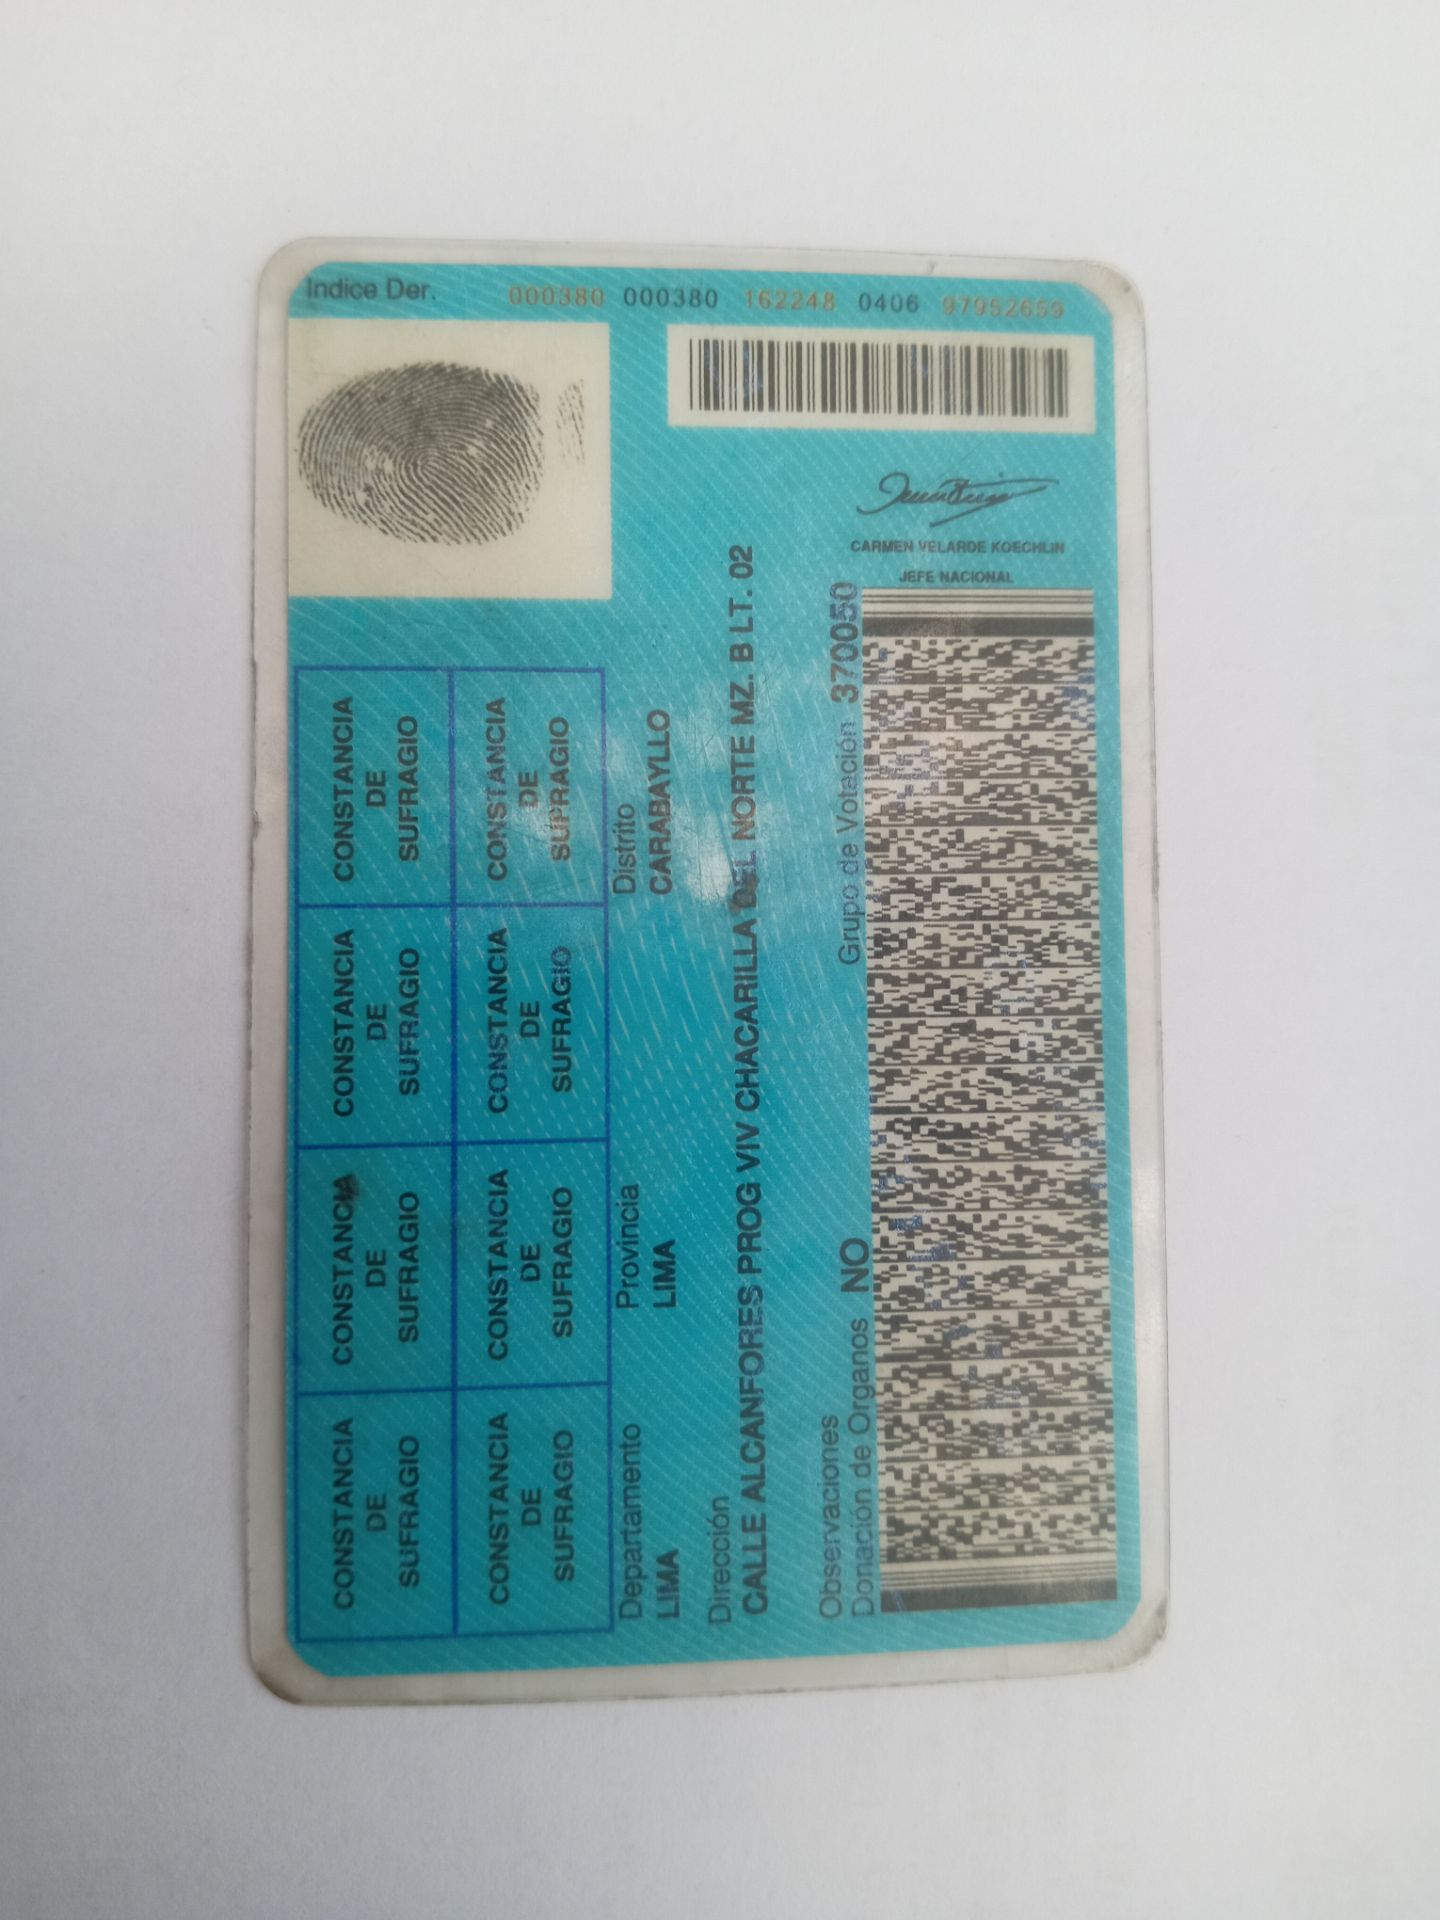 Indice Der.
000380 000380 162248 0406 97952659
CONSTANCIA
DE
SUFRAGIO
CONSTANCIA
DE
SUFRAGIO
CONSTANCIA
DE
SUFRAGIO
CONSTANCIA
DE
SUFRAGIO
CONSTANCIA
DE
SUFRAGIO
CONSTANCIA
DE
SUFRAGIO
CONSTANCIA
DE
SUFRAGIO
CONSTANCIA
DE
SUFRAGIO
Departamento Provincia Distrito
LIMA LIMA CARABAYLLO
Dirección
CALLE ALCANFORES PROG VIV CHACARILLA DEL NORTE MZ. B LT. 02
Observaciones
Donación de Organos NO Grupo de Votación 370050
CARMEN VELARDE KOECHLIN
JEFE NACIONAL